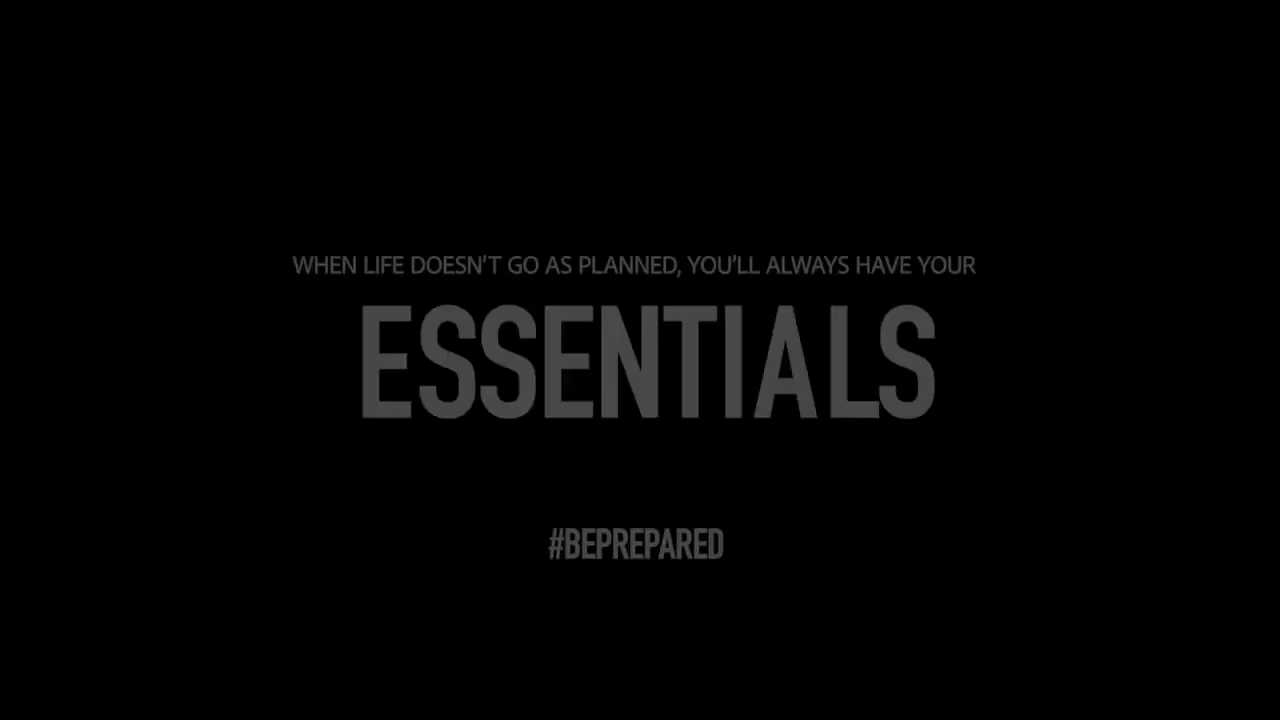 WHEN LIFE DOESN’T GO AS PLANNED, YOU’LL ALWAYS HAVE YOUR
ESSENTIALS
#BEPREPARED